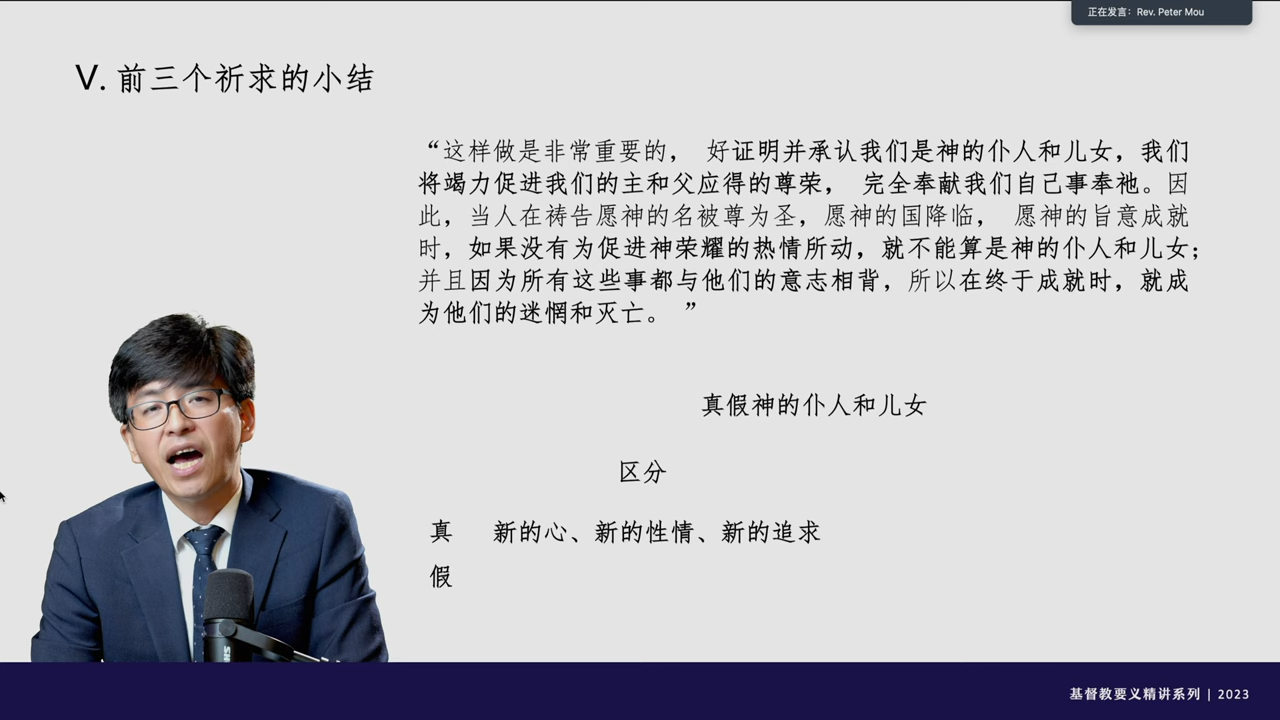 正在发言: Rev. Peter Mou
V. 前三个祈求的小结
“这样做是非常重要的， 好证明并承认我们是神的仆人和儿女，我们
将竭力促进我们的主和父应得的尊荣， 完全奉献我们自己事奉祂。因
此，当人在祷告愿神的名被尊为圣，愿神的国降临， 愿神的旨意成就
时，如果没有为促进神荣耀的热情所动，就不能算是神的仆人和儿女；
并且因为所有这些事都与他们的意志相背，所以在终于成就时，就成
为他们的迷惘和灭亡。 ”
真假神的仆人和儿女
区分
真 新的心、新的性情、新的追求
假
基督教要义精讲系列 | 2023